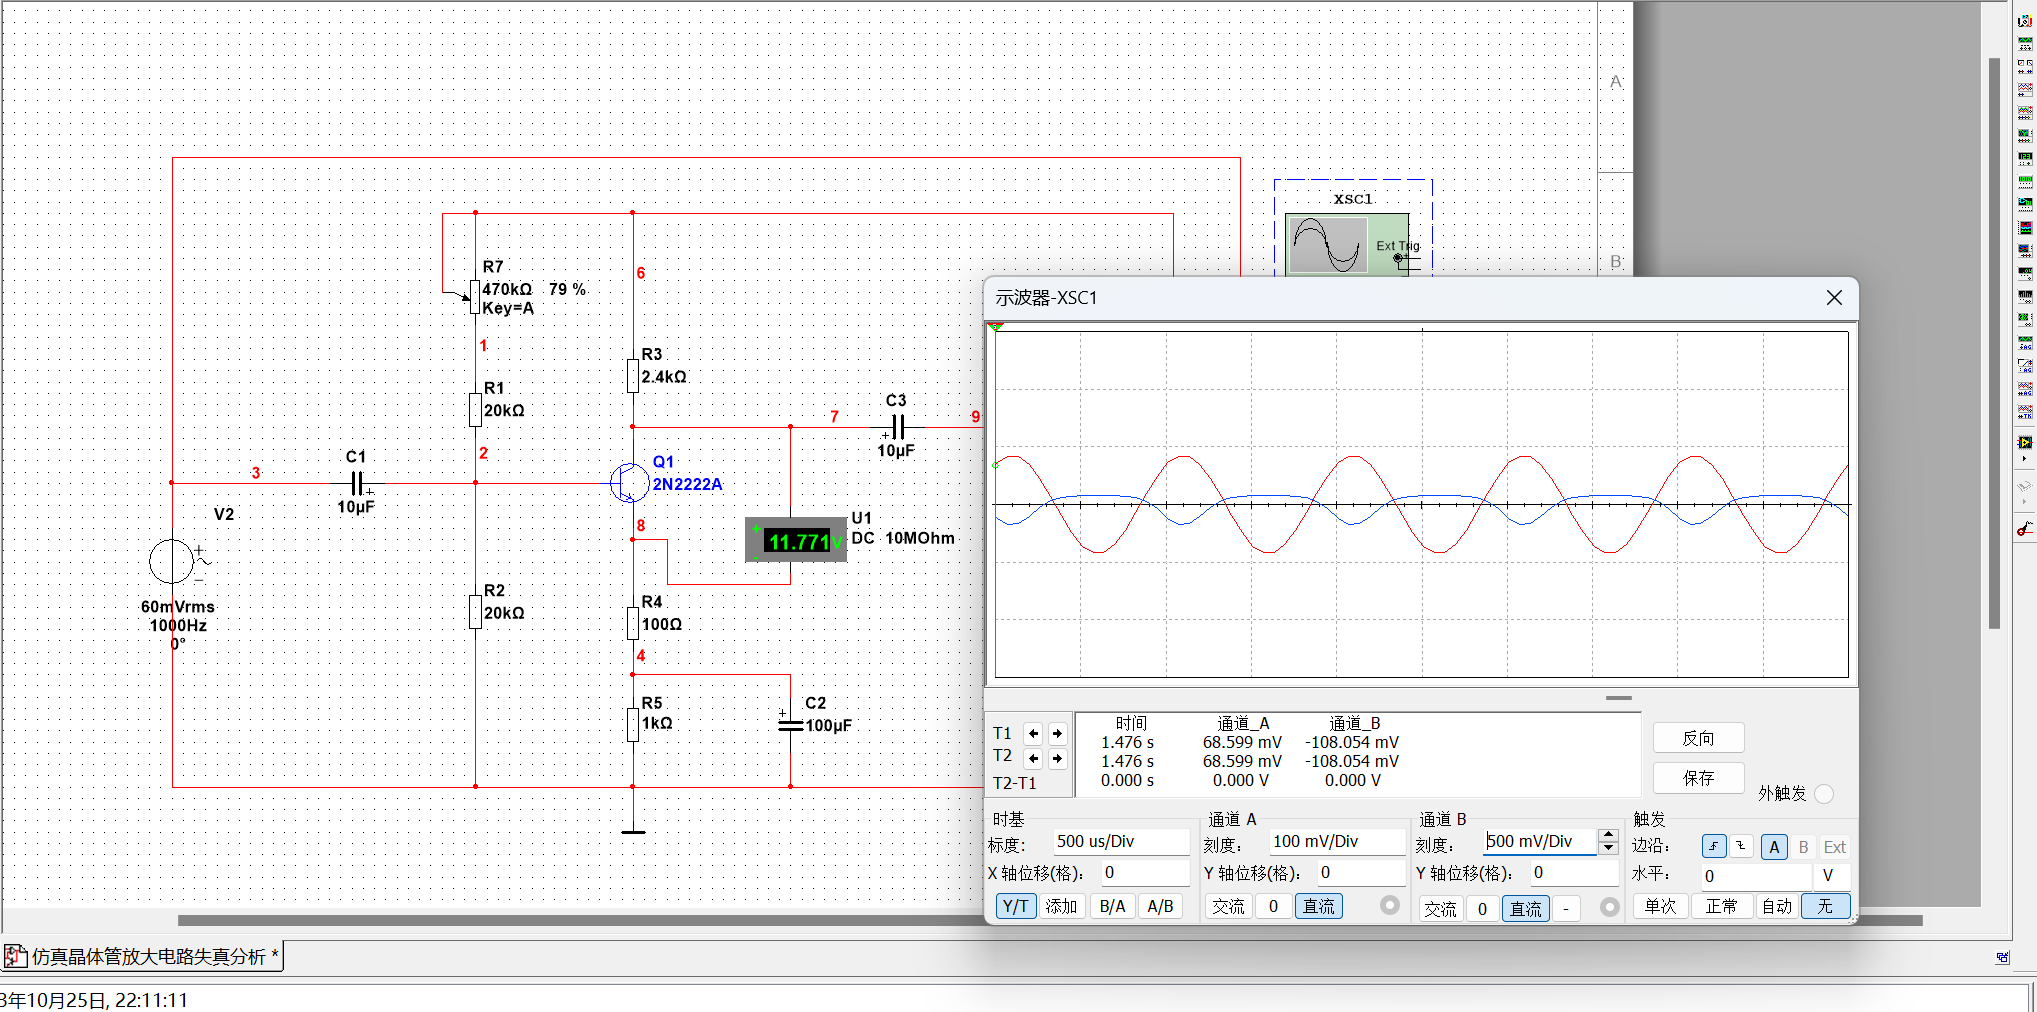 A
B
XSC1
Ext Trig
R7
470kΩ 79 %
Key=A
6
1
R3
2.4kΩ
R1
20kΩ
2
C3
7
9
10µF
C1
3
10µF
Q1
2N2222A
V2
8
U1
11.771V
DC 10MOhm
60mVrms
1000Hz
0°
R2
20kΩ
R4
100Ω
4
R5
1kΩ
C2
100µF
示波器-XSC1
时间 通道_A 通道_B
T1 1.476 s 68.599 mV -108.054 mV
T2 1.476 s 68.599 mV -108.054 mV
T2-T1 0.000 s 0.000 V 0.000 V
反向
保存
外触发
时基 通道 A 通道 B 触发
标度： 500 us/Div 刻度： 100 mV/Div 刻度： 500 mV/Div 边沿： A B Ext
X 轴位移(格)： 0 Y 轴位移(格)： 0 Y 轴位移(格)： 0 水平： 0 V
Y/T 添加 B/A A/B 交流 0 直流 交流 0 直流 - 单次 正常 自动 无
仿真晶体管放大电路失真分析 *
3年10月25日, 22:11:11